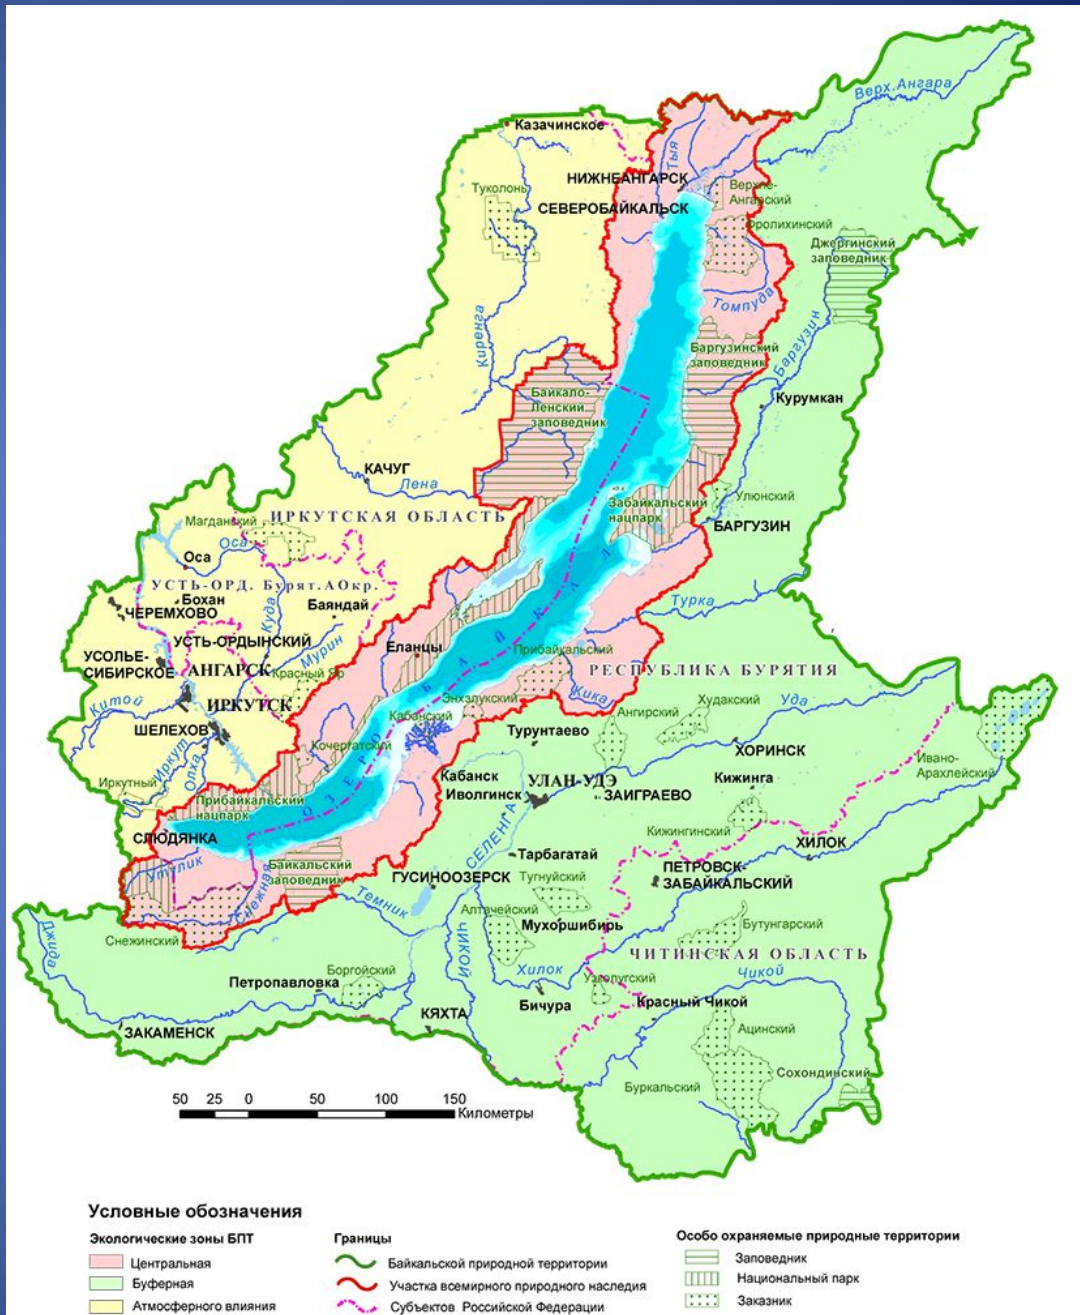 Верх.Ангара
Казачинское
Тыя
НИЖНБАНГАРСК
Верхне-
Ангарский
Туколонь
СЕВЕРОБАЙКАЛЬСК
Фролихинский
Джергинский
заповедник
Томпуда
Киренга
Баргузин
Баргузинский
заповедник
Байкало-
Ленский
заповедник
Курумкан
КАЧУГ
Лена
Улюнский
Забайкальский
нацпарк
БАРГУЗИН
ИРКУТСКАЯ ОБЛАСТЬ
Магданский
Оса
Оса
УСТЬ-ОРД. Бурят.АОкр.
Бохан
Баяндай
ЧЕРЕМХОВО
Куда
Турка
УСТЬ-ОРДЫНСКИЙ
Мурин
Еланцы
Прибайкальский
УСОЛЬЕ-
СИБИРСКОЕ
АНГАРСК
Красный Яр
РЕСПУБЛИКА БУРЯТИЯ
Китой
ИРКУТСК
Энхэлукский
Кика
Худакский
Уда
Кабанский
Ангирский
ШЕЛЕХОВ
Кочергатский
ОЗЕРО БАЙКАЛ
Турунтаево
ХОРИНСК
Иркут
Олха
Ивано-
Арахлейский
Иркутный
Кабанск
Иволгинск
УЛАН-УДЭ
Кижинга
ЗАИГРАЕВО
Прибайкальский
нацпарк
СЛЮДЯНКА
СЕЛЕНГА
Кижингинский
ХИЛОК
Тарбагатай
Утулик
Байкальский
заповедник
ГУСИНООЗЕРСК
ПЕТРОВСК-
ЗАБАЙКАЛЬСКИЙ
Тугнуйский
Снежная
Темник
Алтачейский
Мухоршибирь
Бутунгарский
Джида
Снежинский
ЧИКОЙ
ЧИТИНСКАЯ ОБЛАСТЬ
Боргойский
Хилок
Чикой
Петропавловка
Узколугский
Бичура
Красный Чикой
ЗАКАМЕНСК
КЯХТА
Ацинский
Буркальский
Сохондинский
50 25 0 50 100 150
Километры
Условные обозначения
Экологические зоны БПТ
Центральная
Буферная
Атмосферного влияния
Границы
Байкальской природной территории
Участка всемирного природного наследия
Субъектов Российской Федерации
Особо охраняемые природные территории
Заповедник
Национальный парк
Заказник